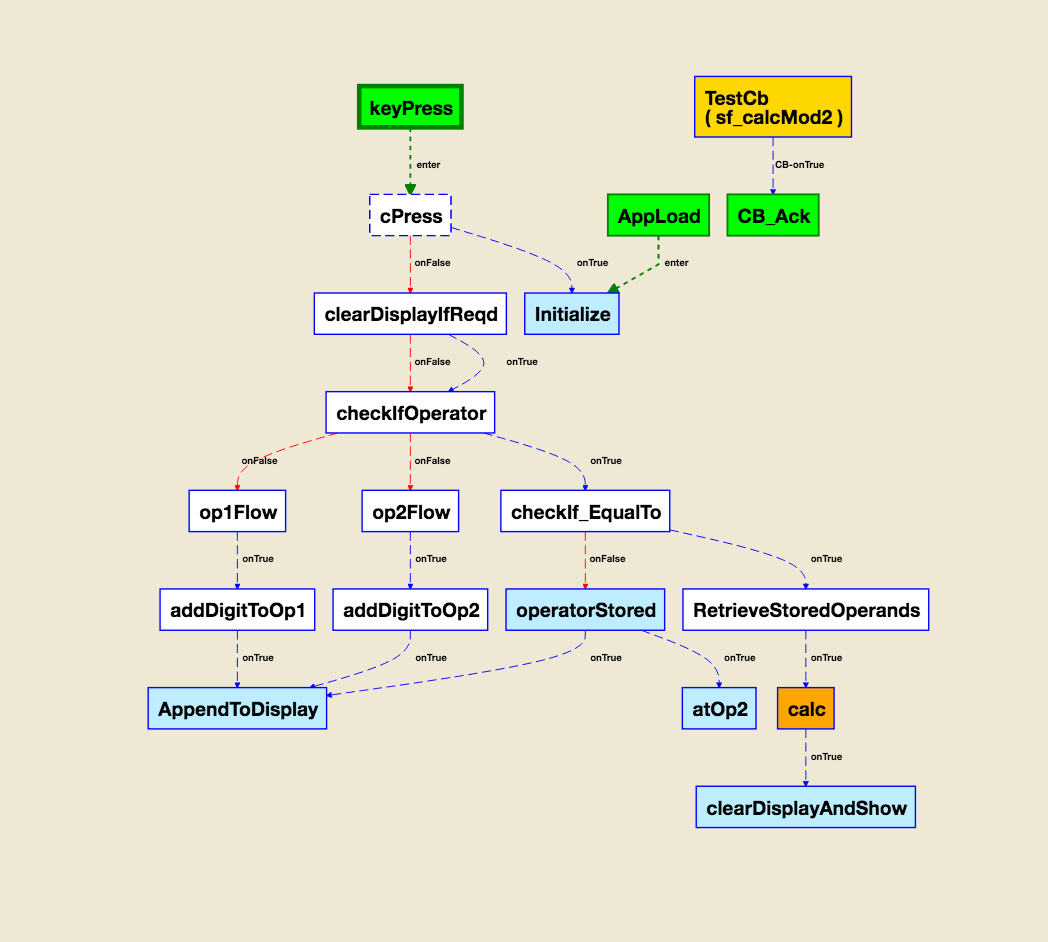 keyPress
TestCb
( sf_calcMod2 )
enter
CB-onTrue
cPress
AppLoad
CB_Ack
onFalse
onTrue
enter
clearDisplayIfReqd
Initialize
onFalse
onTrue
checkIfOperator
onFalse
onFalse
onTrue
op1Flow
op2Flow
checkIf_EqualTo
onTrue
onTrue
onFalse
onTrue
addDigitToOp1
addDigitToOp2
operatorStored
RetrieveStoredOperands
onTrue
onTrue
onTrue
onTrue
onTrue
AppendToDisplay
atOp2
calc
onTrue
clearDisplayAndShow